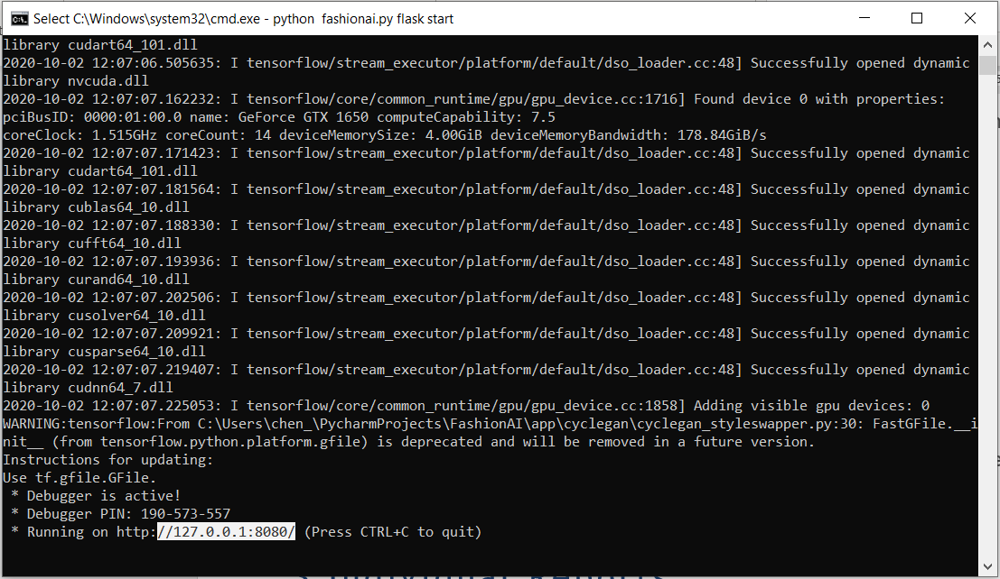 Select C:\Windows\system32\cmd.exe - python  fashionai.py flask start
library cudart64_101.dll
2020-10-02 12:07:06.505635: I tensorflow/stream_executor/platform/default/dso_loader.cc:48] Successfully opened dynamic
library nvcuda.dll
2020-10-02 12:07:07.162232: I tensorflow/core/common_runtime/gpu/gpu_device.cc:1716] Found device 0 with properties:
pciBusID: 0000:01:00.0 name: GeForce GTX 1650 computeCapability: 7.5
coreClock: 1.515GHz coreCount: 14 deviceMemorySize: 4.00GiB deviceMemoryBandwidth: 178.84GiB/s
2020-10-02 12:07:07.171423: I tensorflow/stream_executor/platform/default/dso_loader.cc:48] Successfully opened dynamic
library cudart64_101.dll
2020-10-02 12:07:07.181564: I tensorflow/stream_executor/platform/default/dso_loader.cc:48] Successfully opened dynamic
library cublas64_10.dll
2020-10-02 12:07:07.188330: I tensorflow/stream_executor/platform/default/dso_loader.cc:48] Successfully opened dynamic
library cufft64_10.dll
2020-10-02 12:07:07.193936: I tensorflow/stream_executor/platform/default/dso_loader.cc:48] Successfully opened dynamic
library curand64_10.dll
2020-10-02 12:07:07.202506: I tensorflow/stream_executor/platform/default/dso_loader.cc:48] Successfully opened dynamic
library cusolver64_10.dll
2020-10-02 12:07:07.209921: I tensorflow/stream_executor/platform/default/dso_loader.cc:48] Successfully opened dynamic
library cusparse64_10.dll
2020-10-02 12:07:07.219407: I tensorflow/stream_executor/platform/default/dso_loader.cc:48] Successfully opened dynamic
library cudnn64_7.dll
2020-10-02 12:07:07.225053: I tensorflow/core/common_runtime/gpu/gpu_device.cc:1858] Adding visible gpu devices: 0
WARNING:tensorflow:From C:\Users\chen_\PycharmProjects\FashionAI\app\cyclegan\cyclegan_styleswapper.py:30: FastGFile.__i
nit__ (from tensorflow.python.platform.gfile) is deprecated and will be removed in a future version.
Instructions for updating:
Use tf.gfile.GFile.
 * Debugger is active!
 * Debugger PIN: 190-573-557
 * Running on http://127.0.0.1:8080/ (Press CTRL+C to quit)